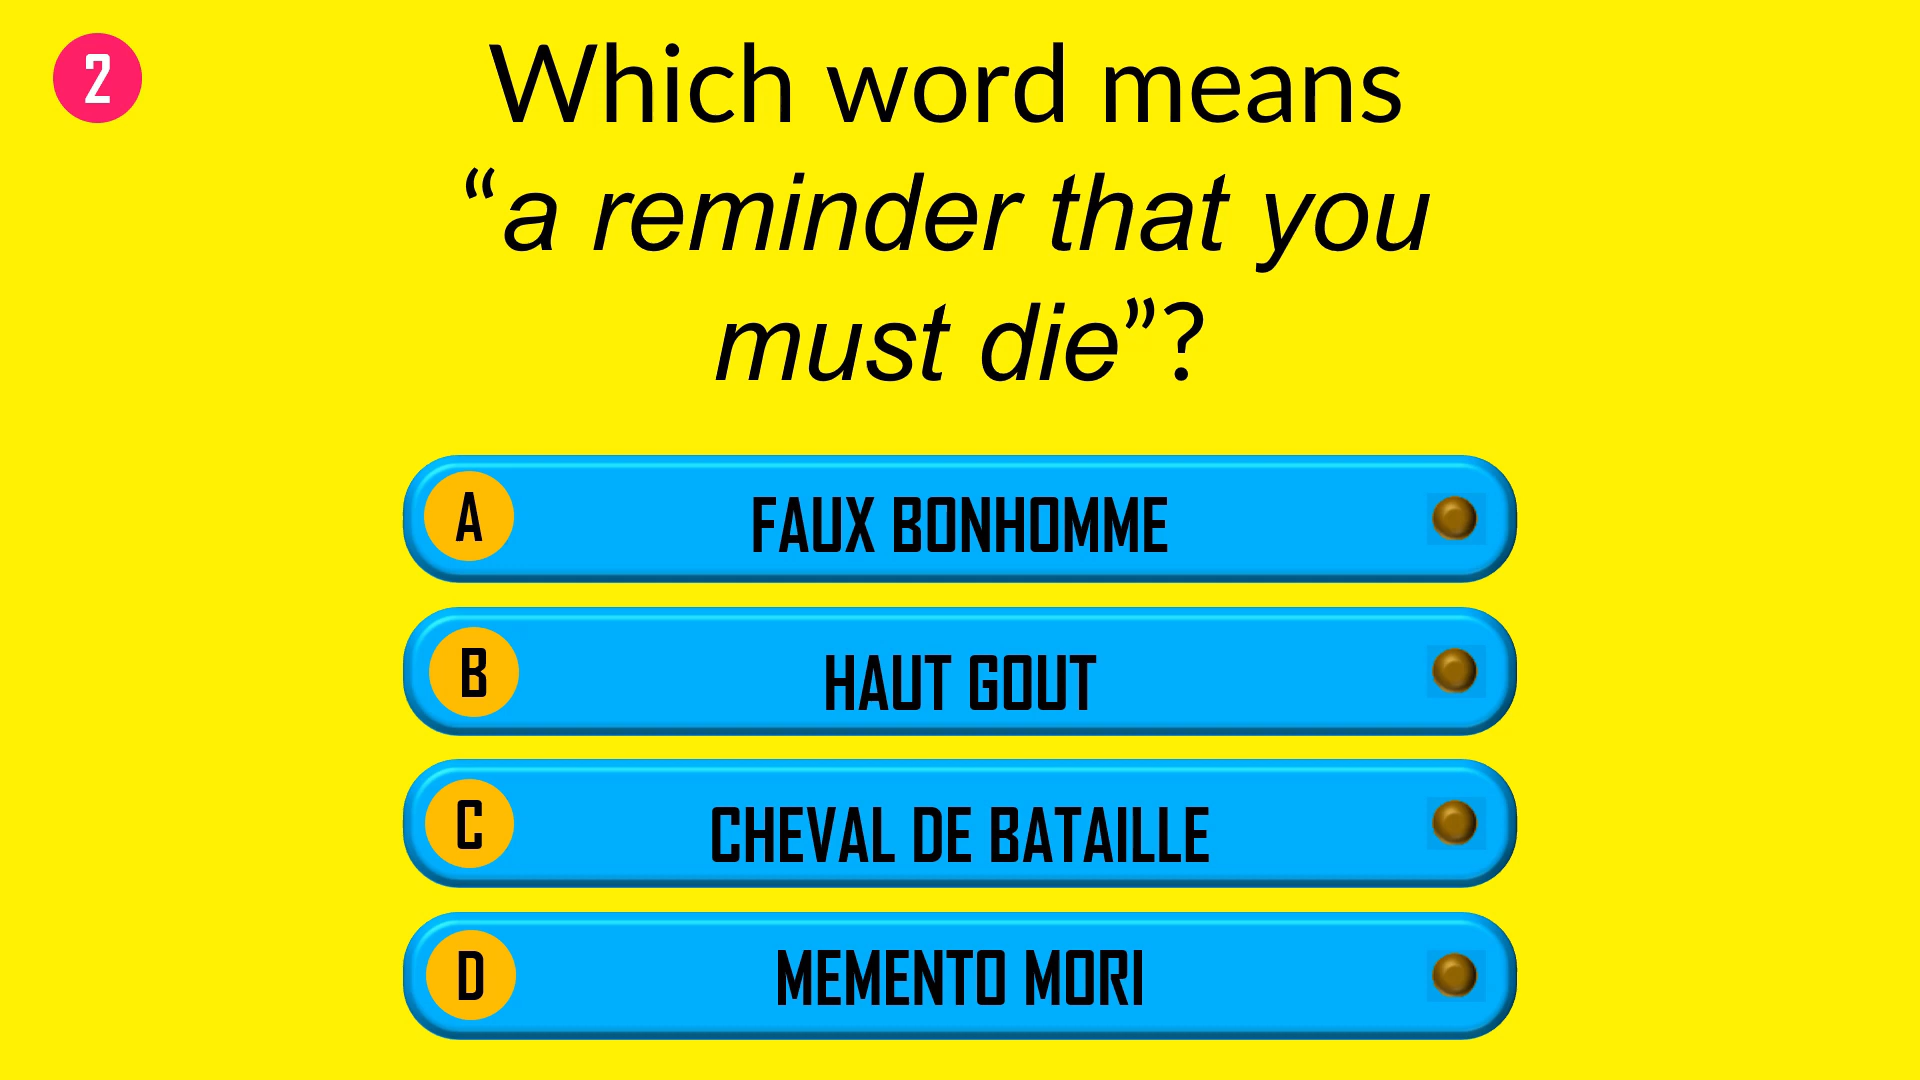 2
Which word means
“a reminder that you
must die”?
A FAUX BONHOMME
B HAUT GOUT
C CHEVAL DE BATAILLE
D MEMENTO MORI